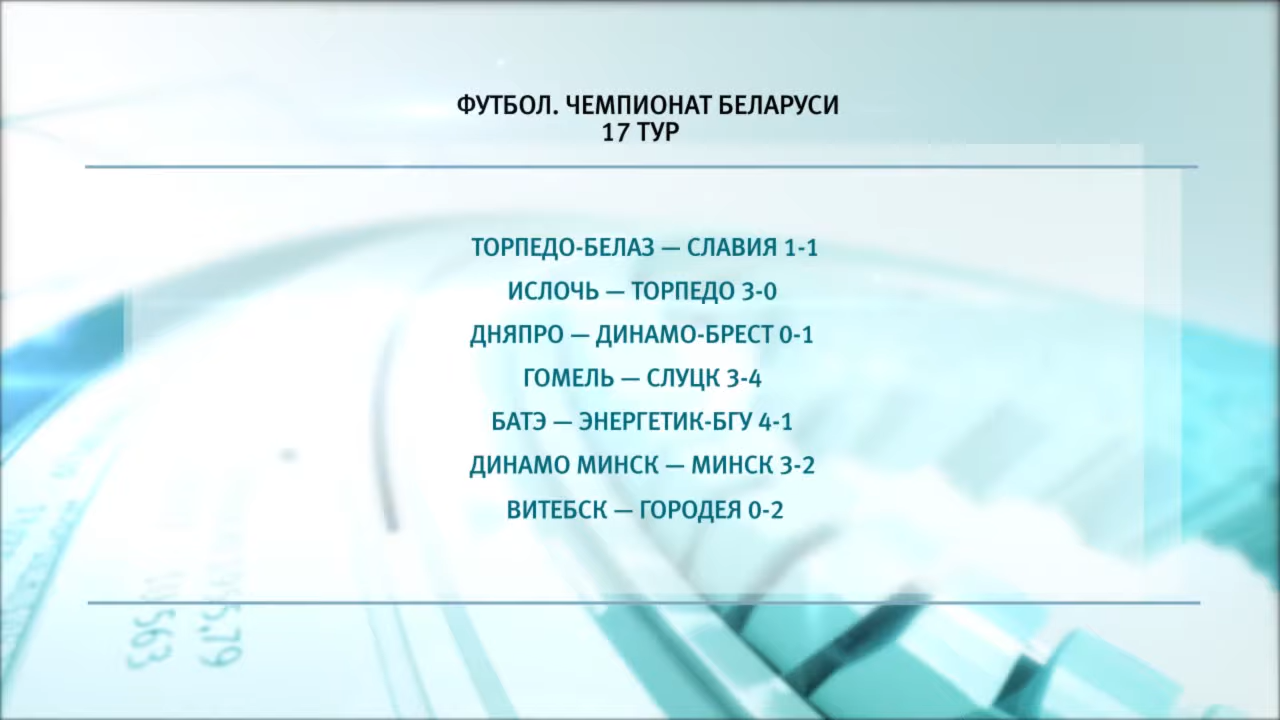 ФУТБОЛ. ЧЕМПИОНАТ БЕЛАРУСИ
17 ТУР
ТОРПЕДО-БЕЛАЗ — СЛАВИЯ 1-1
ИСЛОЧЬ — ТОРПЕДО 3-0
ДНЯПРО — ДИНАМО-БРЕСТ 0-1
ГОМЕЛЬ — СЛУЦК 3-4
БАТЭ — ЭНЕРГЕТИК-БГУ 4-1
ДИНАМО МИНСК — МИНСК 3-2
ВИТЕБСК — ГОРОДЕЯ 0-2